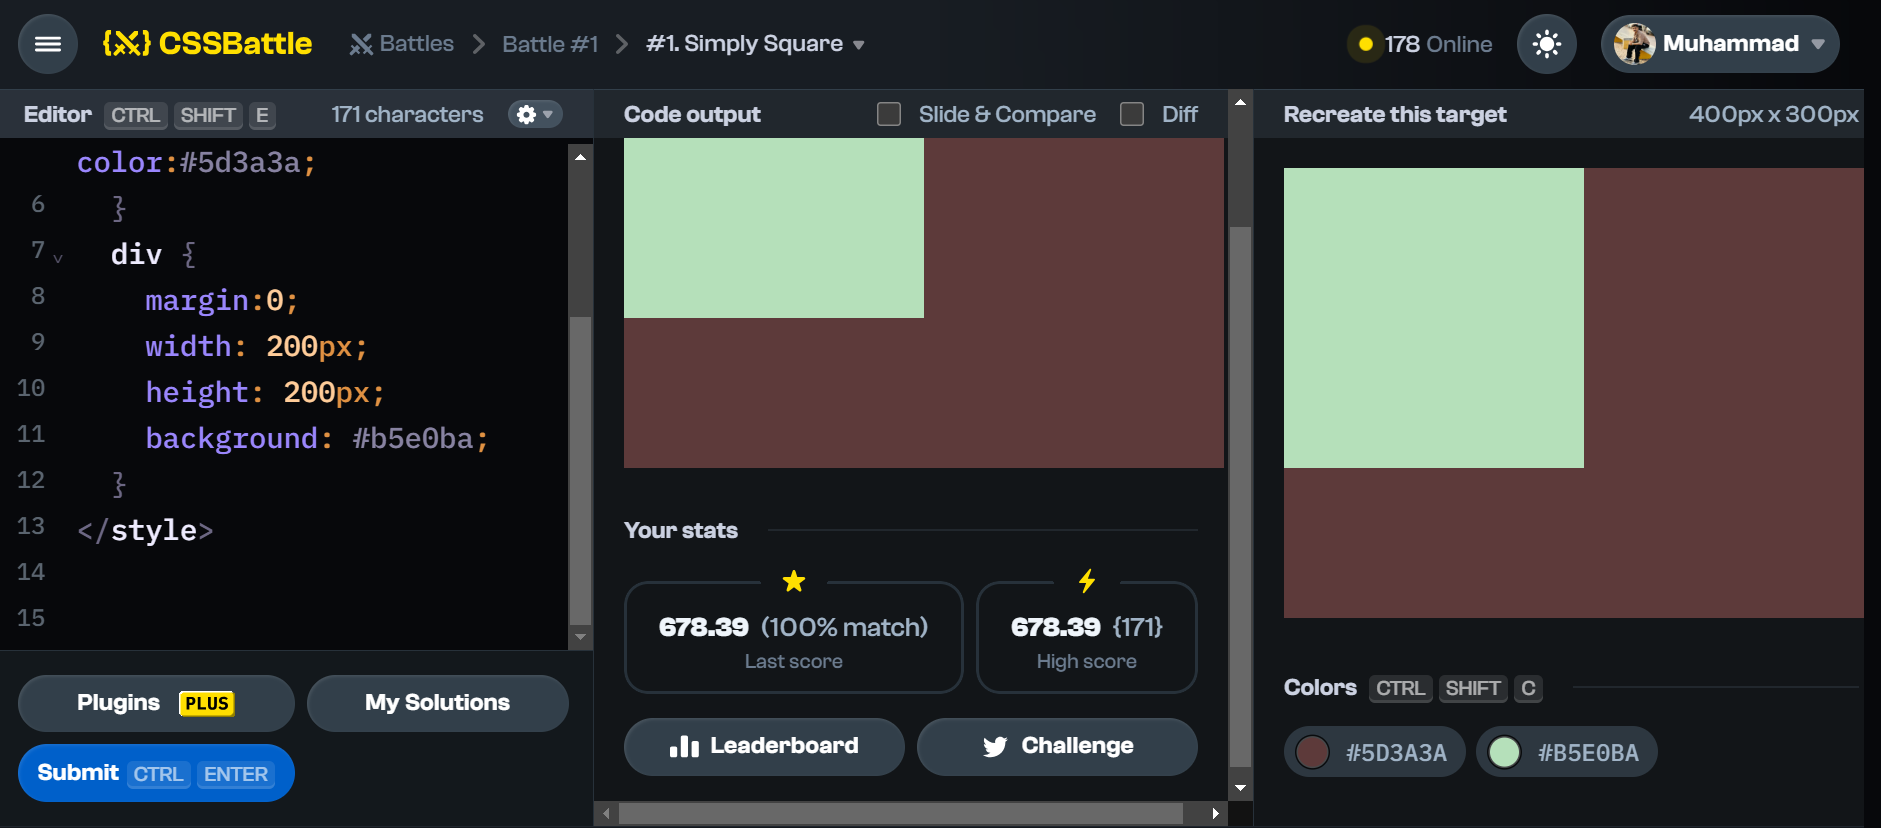 {X} CSSBattle
Battles > Battle #1 > #1. Simply Square
178 Online
Muhammad
Editor CTRL SHIFT E 171 characters
color:#5d3a3a;
6 }
7 div {
8 margin:0;
9 width: 200px;
10 height: 200px;
11 background: #b5e0ba;
12 }
13 </style>
14
15
Plugins PLUS
My Solutions
Submit CTRL ENTER
Code output Slide & Compare Diff
Your stats
678.39 (100% match)
Last score
678.39 {171}
High score
Leaderboard
Challenge
Recreate this target 400px x 300px
Colors CTRL SHIFT C
#5D3A3A #B5E0BA